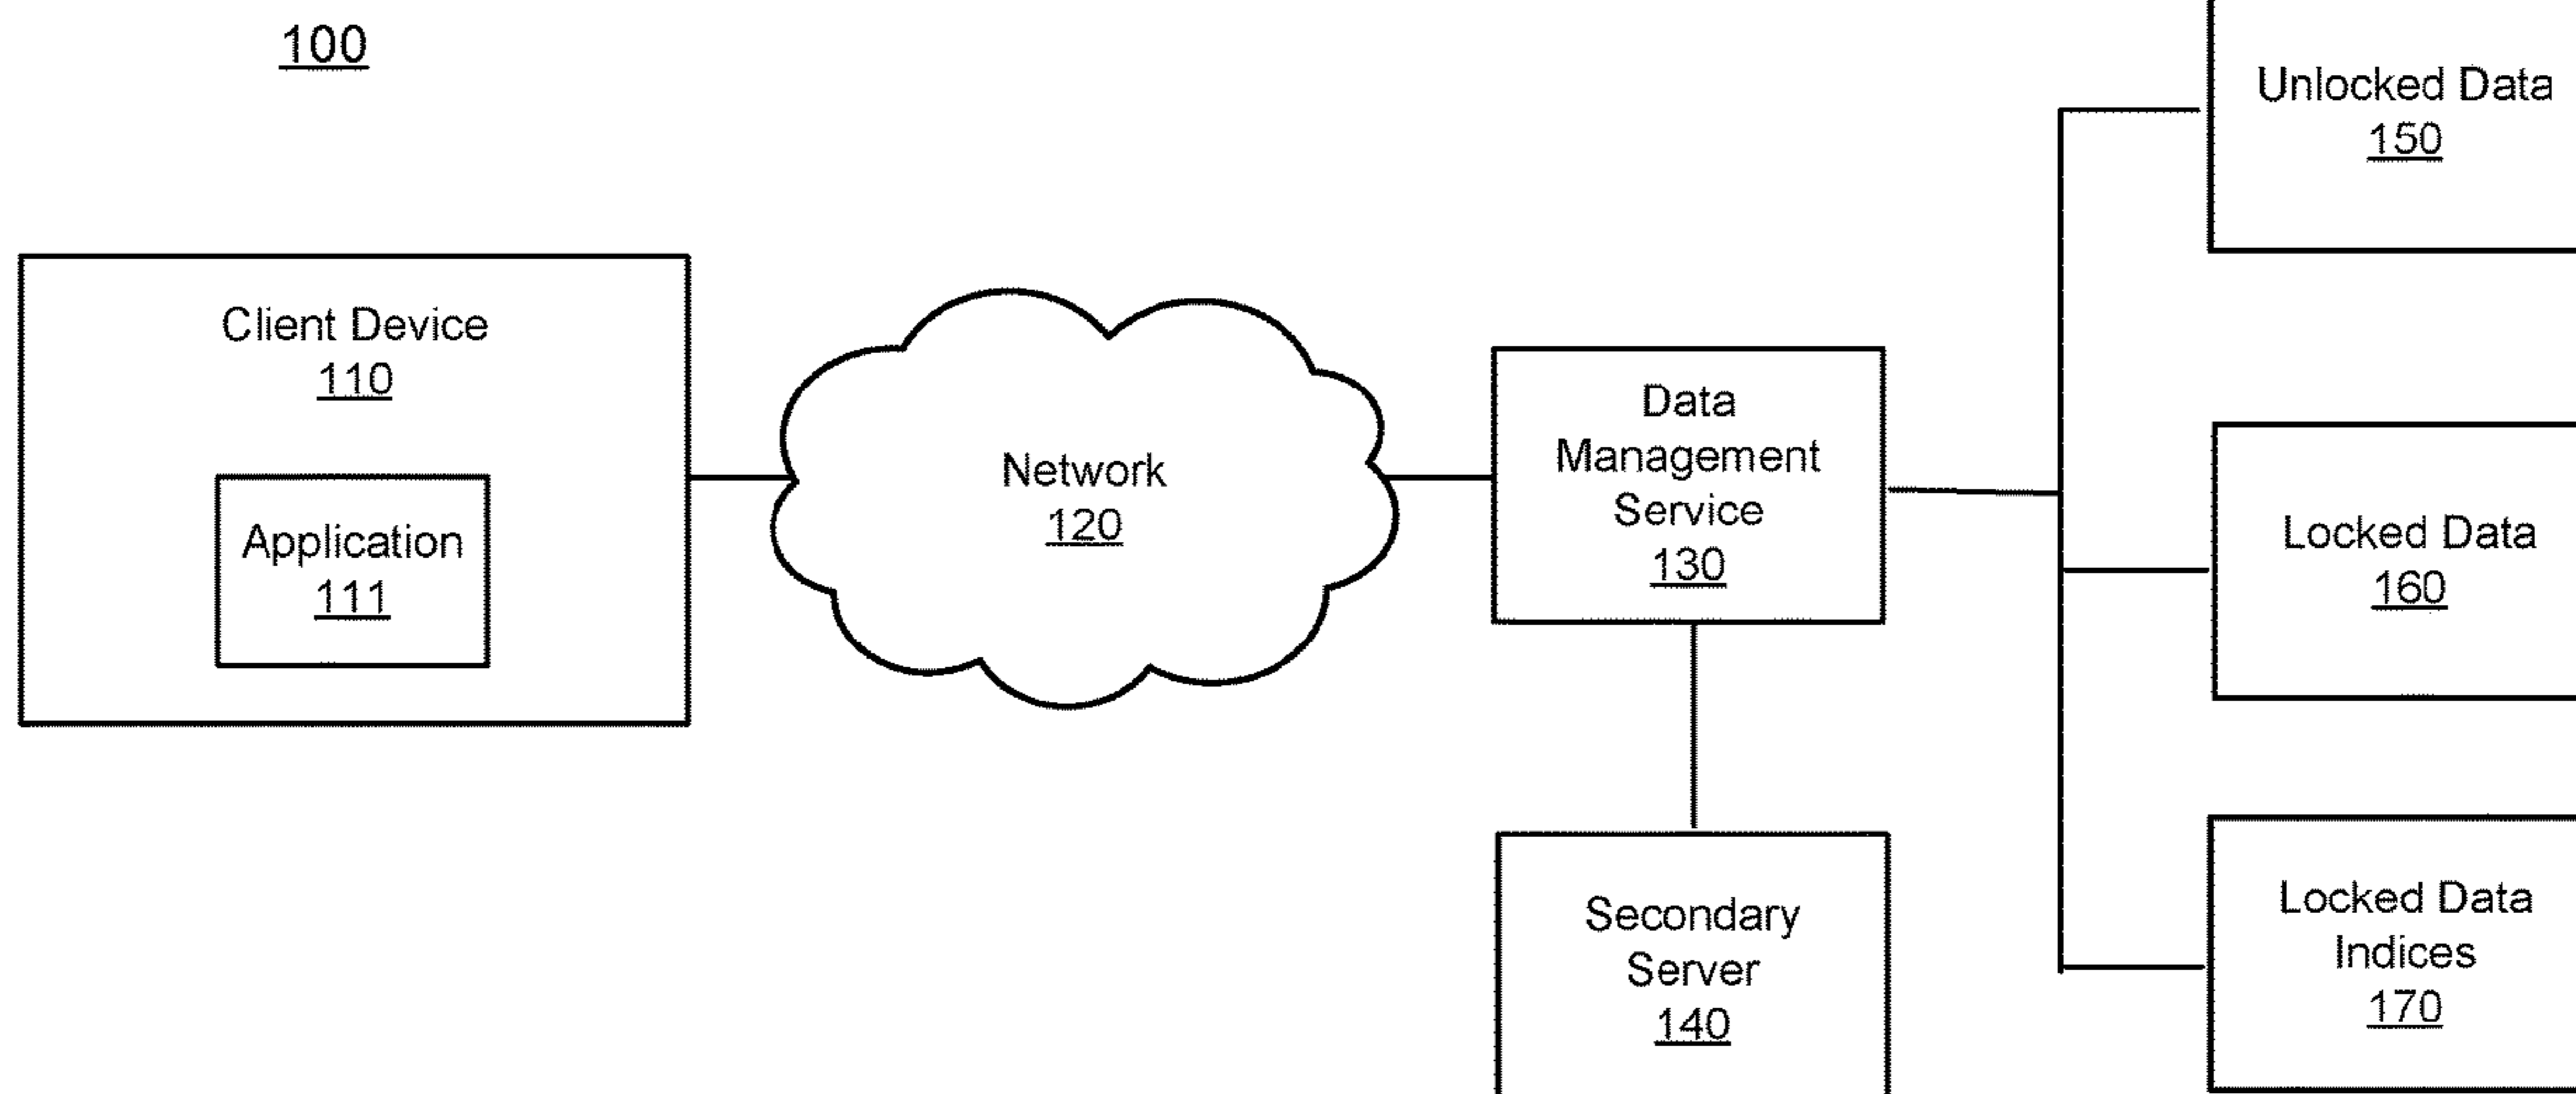 100
Client Device
110
Application
111
Network
120
Data
Management
Service
130
Secondary
Server
140
Unlocked Data
150
Locked Data
160
Locked Data
Indices
170